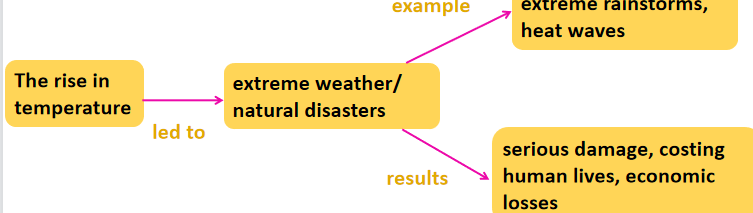 example
extreme rainstorms,
heat waves
The rise in
temperature
led to
extreme weather/
natural disasters
results
serious damage, costing
human lives, economic
losses